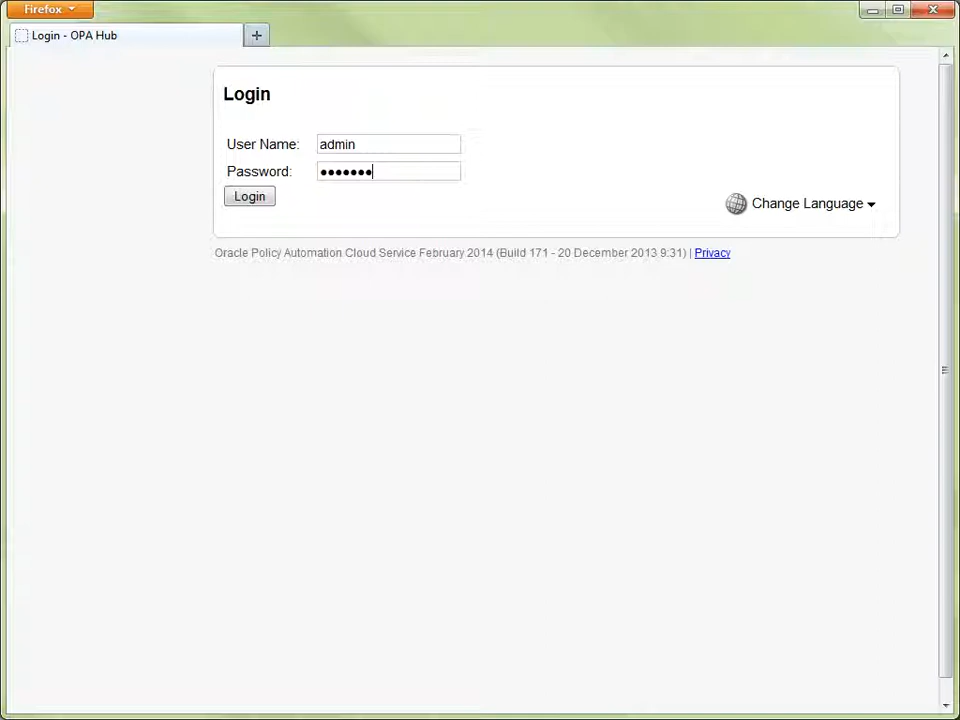 Firefox
Login - OPA Hub
Login
User Name: admin
Password: •••••••
Login
Change Language
Oracle Policy Automation Cloud Service February 2014 (Build 171 - 20 December 2013 9:31) | Privacy